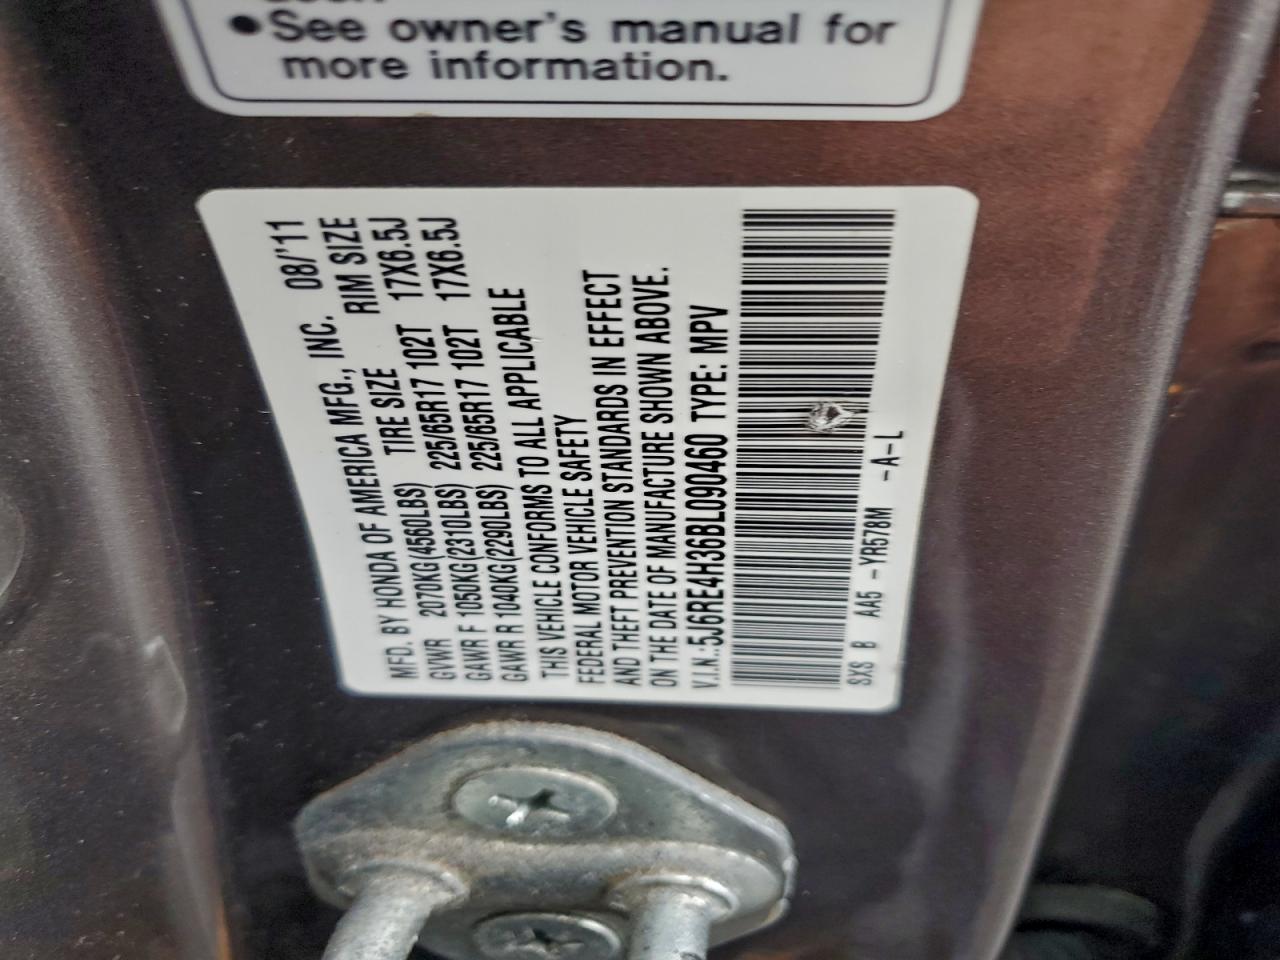 •See owner's manual for
more information.
MFD. BY HONDA OF AMERICA MFG., INC. 08/'11
GVWR 2070KG(4560LBS) TIRE SIZE RIM SIZE
GAWR F 1050KG(2310LBS) 225/65R17 102T 17X6.5J
GAWR R 1040KG(2290LBS) 225/65R17 102T 17X6.5J
THIS VEHICLE CONFORMS TO ALL APPLICABLE
FEDERAL MOTOR VEHICLE SAFETY
AND THEFT PREVENTION STANDARDS IN EFFECT
ON THE DATE OF MANUFACTURE SHOWN ABOVE.
V.I.N.:5J6RE4H36BL090460 TYPE: MPV
SXS B AA5 -YR578M -A-L